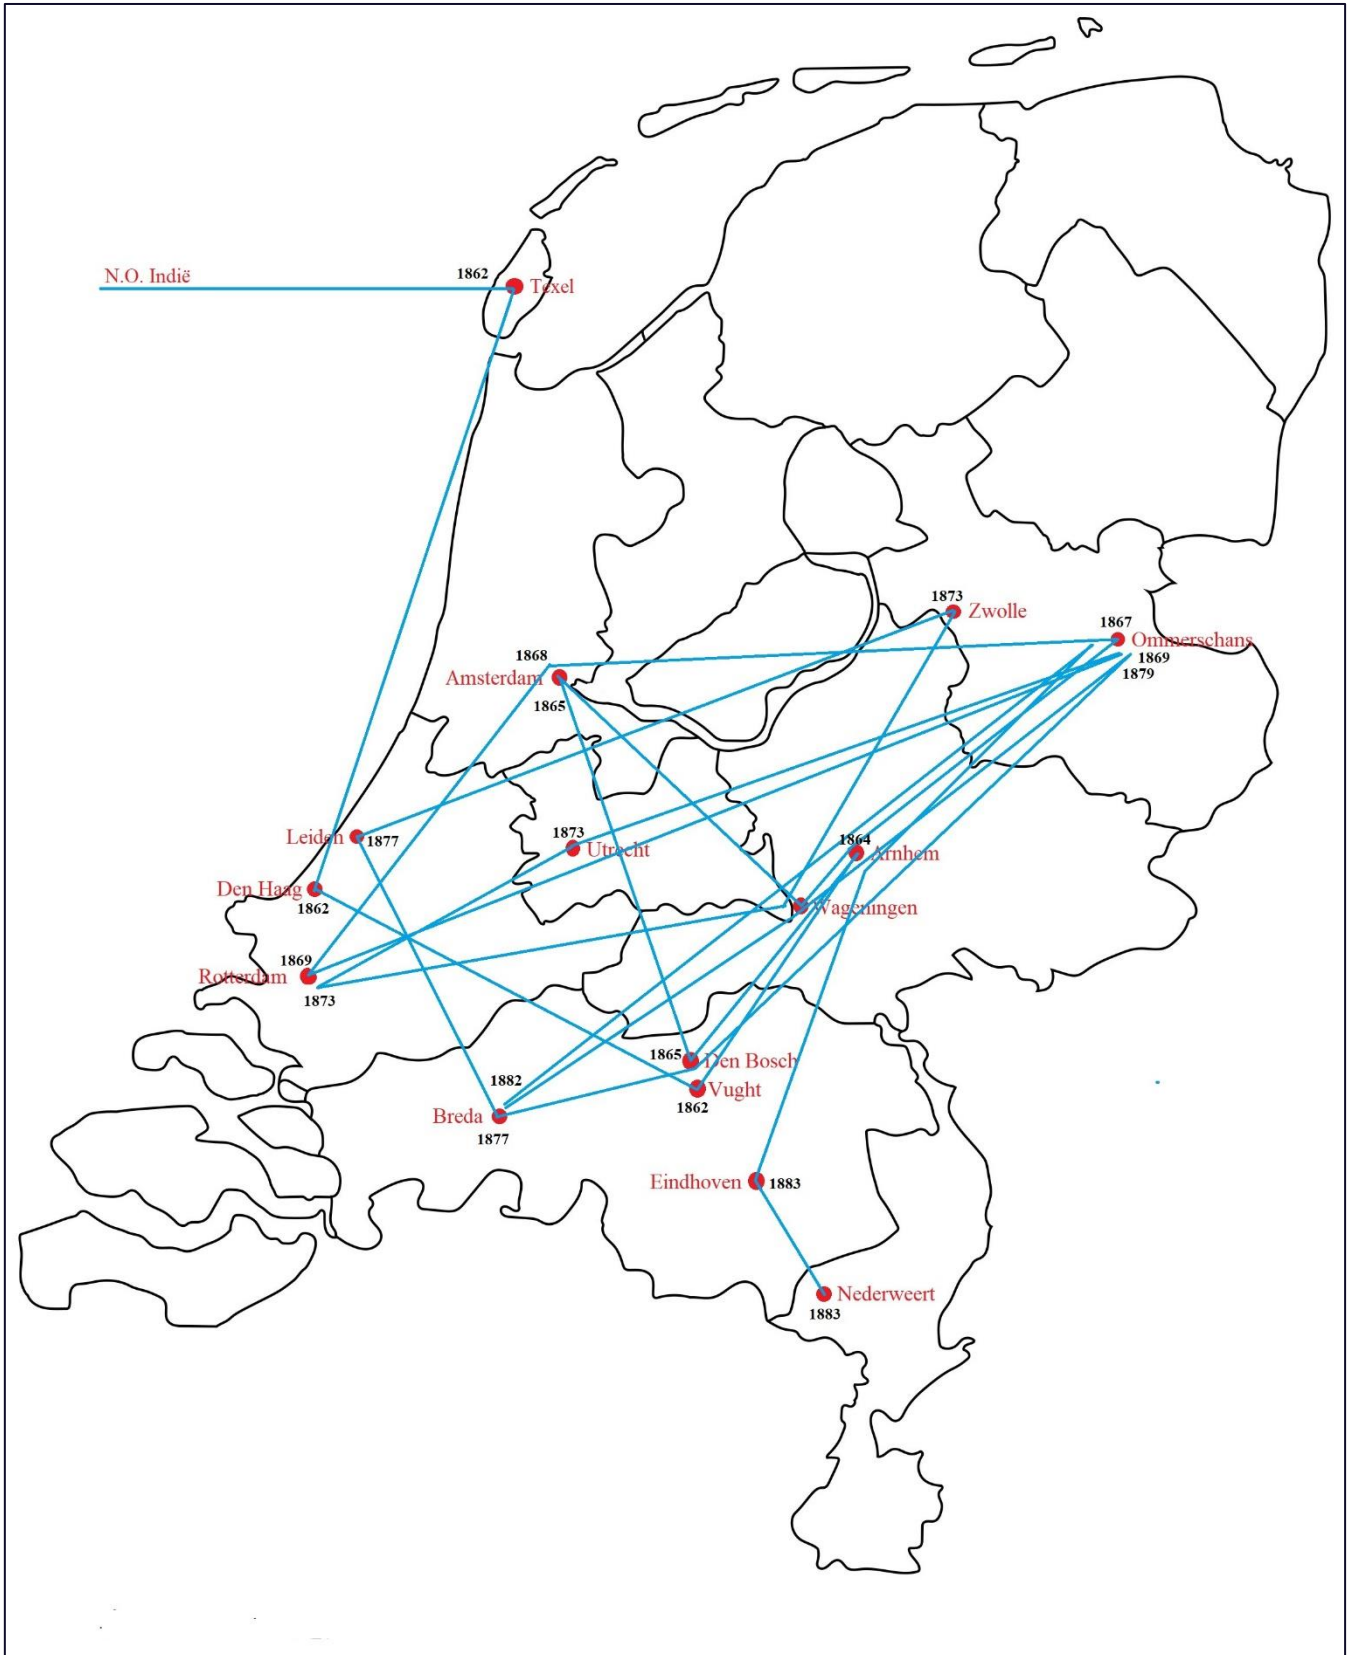 N.O. Indië
1862
Texel
1873
Zwolle
1867
Ommerschans
1869
1879
1868
Amsterdam
1865
Leiden
1877
1873
Utrecht
1864
Arnhem
Den Haag
1862
Wageningen
1869
Rotterdam
1873
1865
Den Bosch
1882
Vught
1862
Breda
1877
Eindhoven
1883
Nederweert
1883